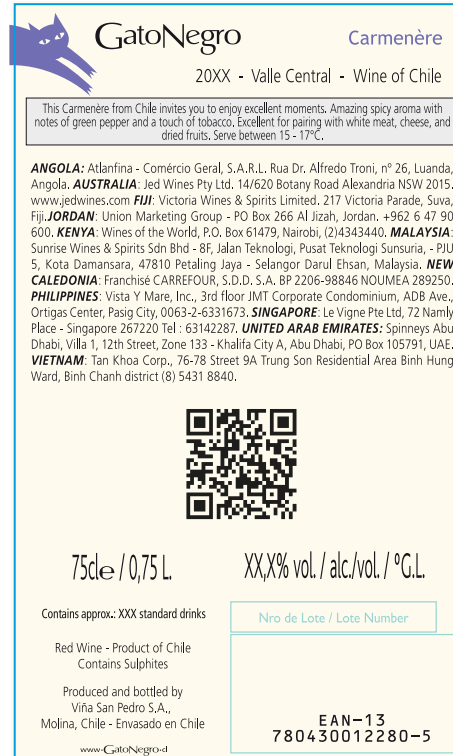 GatoNegro
Carmenère
20XX - Valle Central - Wine of Chile
This Carmenère from Chile invites you to enjoy excellent moments. Amazing spicy aroma with
notes of green pepper and a touch of tobacco. Excellent for pairing with white meat, cheese, and
dried fruits. Serve between 15 - 17°C.
ANGOLA: Atlanfina - Comércio Geral, S.A.R.L. Rua Dr. Alfredo Troni, nº 26, Luanda,
Angola. AUSTRALIA: Jed Wines Pty Ltd. 14/620 Botany Road Alexandria NSW 2015.
www.jedwines.com FIJI: Victoria Wines & Spirits Limited. 217 Victoria Parade, Suva,
Fiji. JORDAN: Union Marketing Group - PO Box 266 Al Jizah, Jordan. +962 6 47 90
600. KENYA: Wines of the World, P.O. Box 61479, Nairobi, (2)4343440. MALAYSIA:
Sunrise Wines & Spirits Sdn Bhd - 8F, Jalan Teknologi, Pusat Teknologi Sunsuria, - PJU
5, Kota Damansara, 47810 Petaling Jaya - Selangor Darul Ehsan, Malaysia. NEW
CALEDONIA: Franchisé CARREFOUR, S.D.D. S.A. BP 2206-98846 NOUMEA 289250.
PHILIPPINES: Vista Y Mare, Inc., 3rd floor JMT Corporate Condominium, ADB Ave.,
Ortigas Center, Pasig City, 0063-2-6331673. SINGAPORE: Le Vigne Pte Ltd, 72 Namly
Place - Singapore 267220 Tel : 63142287. UNITED ARAB EMIRATES: Spinneys Abu
Dhabi, Villa 1, 12th Street, Zone 133 - Khalifa City A, Abu Dhabi, PO Box 105791, UAE.
VIETNAM: Tan Khoa Corp., 76-78 Street 9A Trung Son Residential Area Binh Hung
Ward, Binh Chanh district (8) 5431 8840.
75cl e / 0,75 L.
XX,X% vol. / alc./vol. / ºG.L.
Contains approx.: XXX standard drinks
Nro de Lote / Lote Number
Red Wine - Product of Chile
Contains Sulphites
Produced and bottled by
Viña San Pedro S.A.,
Molina, Chile - Envasado en Chile
www.GatoNegro.cl
EAN-13
780430012280-5